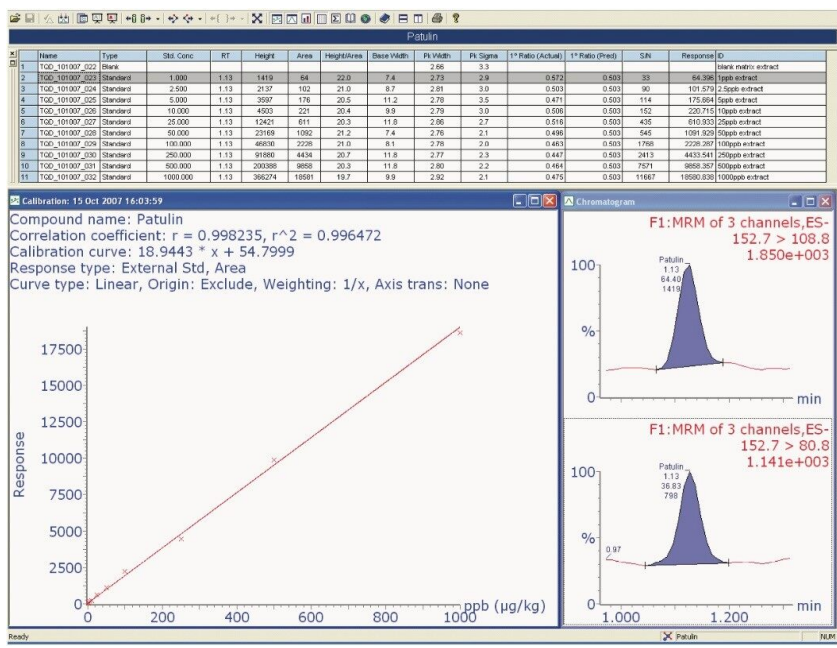 Patulin
Name Type Std. Conc RT Height Area Height/Area Base Width Pk Width Pk Sigma 1° Ratio (Actual) 1° Ratio (Pred) S/N Response ID
1 TQD_101007_022 Blank 2.66 3.3 blank matrix extract
2 TQD_101007_023 Standard 1.000 1.13 1419 64 22.0 7.4 2.73 2.9 0.572 0.503 33 64.396 1ppb extract
3 TQD_101007_024 Standard 2.500 1.13 2137 102 21.0 8.7 2.81 3.0 0.503 0.503 90 101.579 2.5ppb extract
4 TQD_101007_025 Standard 5.000 1.13 3597 176 20.5 11.2 2.78 3.5 0.471 0.503 114 175.664 5ppb extract
5 TQD_101007_026 Standard 10.000 1.13 4503 221 20.4 9.9 2.79 3.0 0.506 0.503 152 220.715 10ppb extract
6 TQD_101007_027 Standard 25.000 1.13 12421 611 20.3 11.8 2.86 2.7 0.516 0.503 435 610.933 25ppb extract
7 TQD_101007_028 Standard 50.000 1.13 23169 1092 21.2 7.4 2.76 2.1 0.496 0.503 545 1091.929 50ppb extract
8 TQD_101007_029 Standard 100.000 1.13 46830 2228 21.0 8.1 2.78 2.0 0.463 0.503 1768 2228.287 100ppb extract
9 TQD_101007_030 Standard 250.000 1.13 91880 4434 20.7 11.8 2.77 2.3 0.447 0.503 2413 4433.541 250ppb extract
10 TQD_101007_031 Standard 500.000 1.13 200388 9858 20.3 11.8 2.80 2.2 0.464 0.503 7571 9858.357 500ppb extract
11 TQD_101007_032 Standard 1000.000 1.13 366274 18581 19.7 9.9 2.92 2.1 0.475 0.503 11667 18580.838 1000ppb extract
Calibration: 15 Oct 2007 16:03:59
Compound name: Patulin
Correlation coefficient: r = 0.998235, r^2 = 0.996472
Calibration curve: 18.9443 * x + 54.7999
Response type: External Std, Area
Curve type: Linear, Origin: Exclude, Weighting: 1/x, Axis trans: None
17500
15000
12500
10000
7500
5000
2500
0
Response
0 200 400 600 800 1000
ppb (µg/kg)
Chromatogram
F1:MRM of 3 channels,ES-
152.7 > 108.8
1.850e+003
Patulin
1.13
64.40
1419
100
%
0
min
F1:MRM of 3 channels,ES-
152.7 > 80.8
1.141e+003
Patulin
1.13
36.83
798
100
%
0.97
0
min
1.000 1.200
Ready
Patulin
NUM